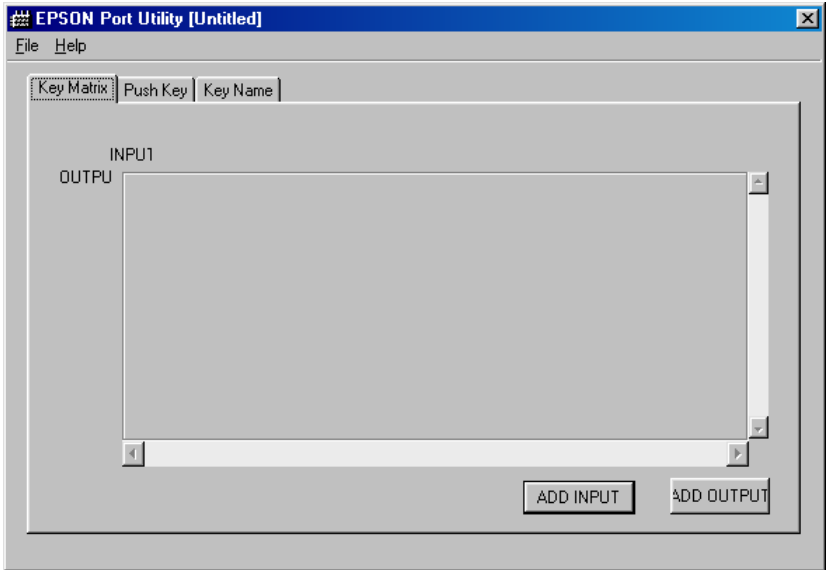 EPSON Port Utility [Untitled]
File Help
Key Matrix Push Key Key Name
INPUT
OUTPU
ADD INPUT ADD OUTPUT